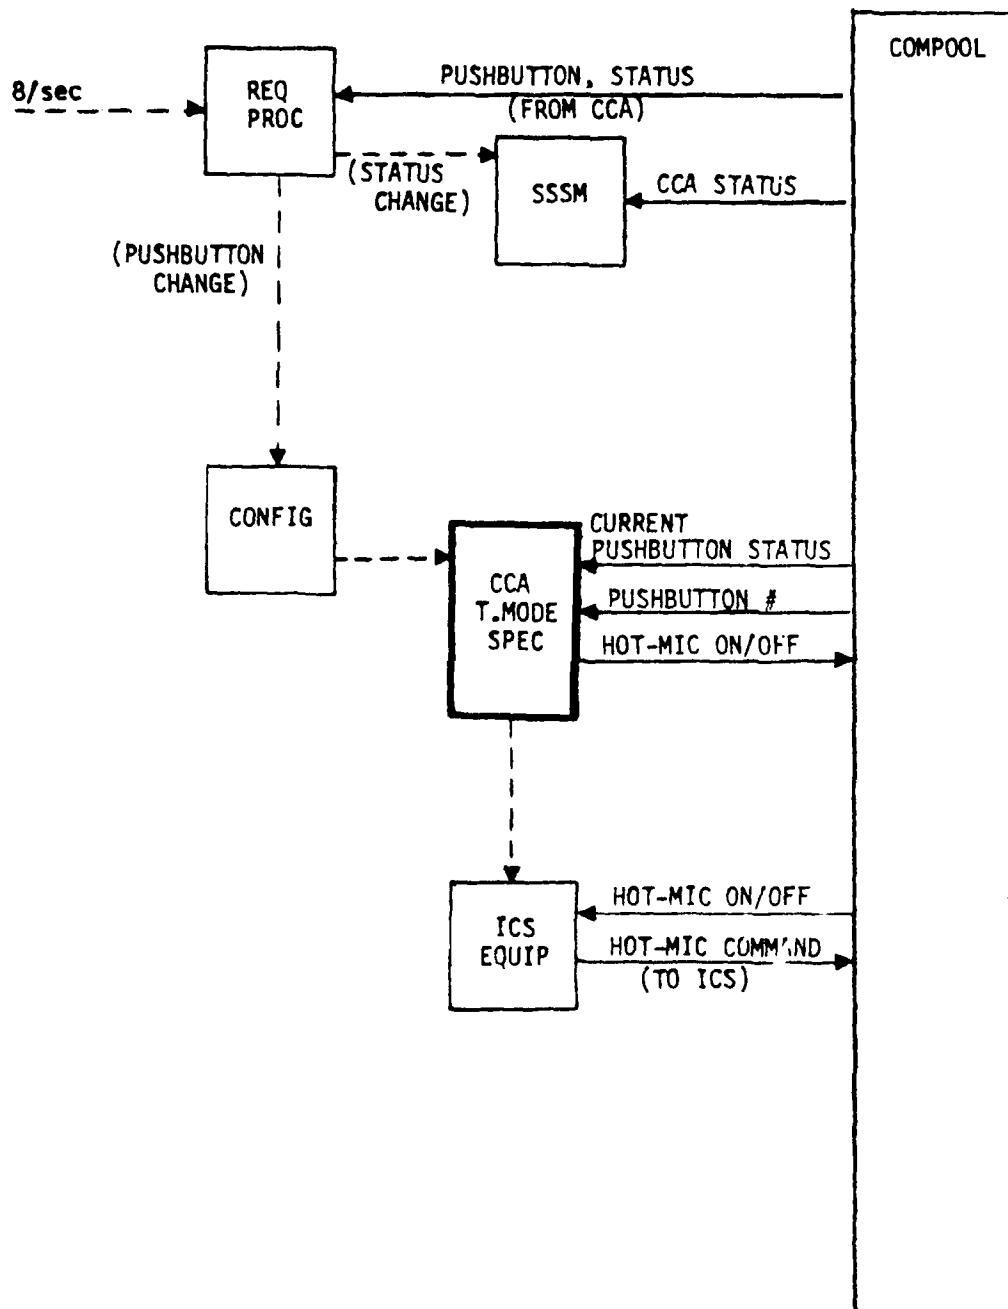 COMPOOL
8/sec
REQ
PROC
PUSHBUTTON, STATUS
(FROM CCA)
(STATUS
CHANGE)
SSSM
CCA STATUS
(PUSHBUTTON
CHANGE)
CONFIG
CCA
T.MODE
SPEC
CURRENT
PUSHBUTTON STATUS
PUSHBUTTON #
HOT-MIC ON/OFF
ICS
EQUIP
HOT-MIC ON/OFF
HOT-MIC COMMAND
(TO ICS)